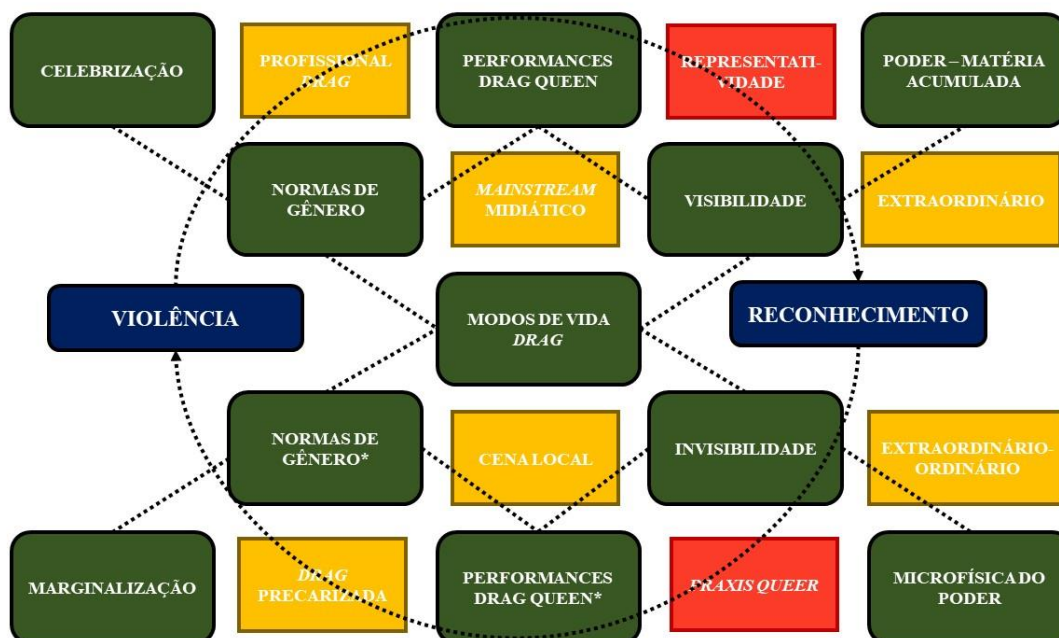 CELEBRIZAÇÃO
PROFISSIONAL
DRAG
PERFORMANCES
DRAG QUEEN
REPRESENTATI-
VIDADE
PODER – MATÉRIA
ACUMULADA
NORMAS DE
GÊNERO
MAINSTREAM
MIDIÁTICO
VISIBILIDADE
EXTRAORDINÁRIO
VIOLÊNCIA
MODOS DE VIDA
DRAG
RECONHECIMENTO
NORMAS DE
GÊNERO*
CENA LOCAL
INVISIBILIDADE
EXTRAORDINÁRIO-
ORDINÁRIO
MARGINALIZAÇÃO
DRAG
PRECARIZADA
PERFORMANCES
DRAG QUEEN*
PRAXIS QUEER
MICROFÍSICA DO
PODER